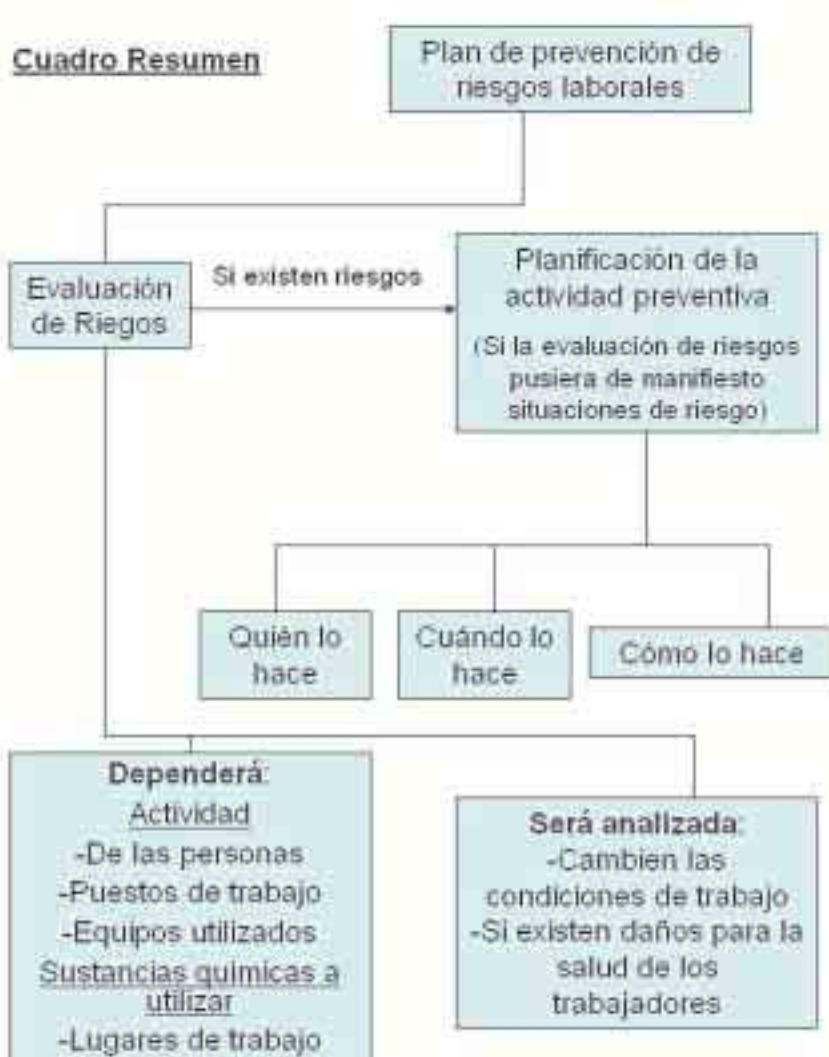 Cuadro Resumen
Plan de prevención de
riesgos laborales
Evaluación
de Riegos
Si existen riesgos
Planificación de la
actividad preventiva
(Si la evaluación de riesgos
pusiera de manifiesto
situaciones de riesgo)
Quién lo
hace
Cuándo lo
hace
Cómo lo hace
Dependerá:
Actividad
-De las personas
-Puestos de trabajo
-Equipos utilizados
Sustancias quimicas a
utilizar
-Lugares de trabajo
Será analizada:
-Cambien las
condiciones de trabajo
-Si existen daños para la
salud de los
trabajadores